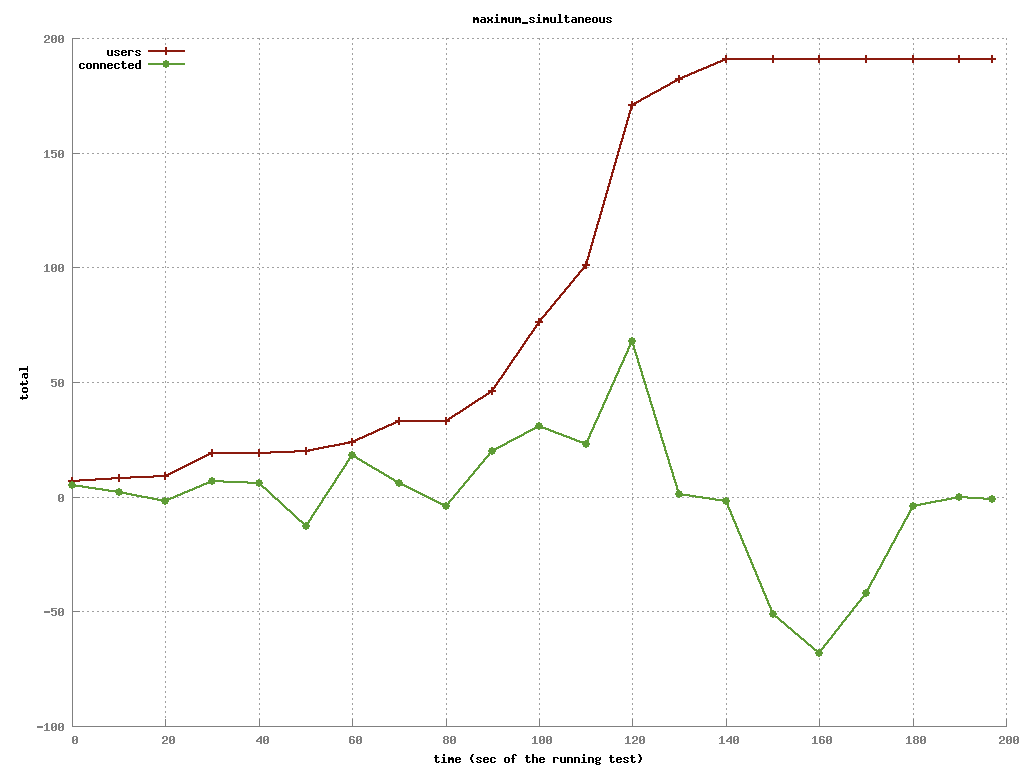 maximum_simultaneous
200
users
connected
150
100
50
total
0
-50
-100
0 20 40 60 80 100 120 140 160 180 200
time (sec of the running test)